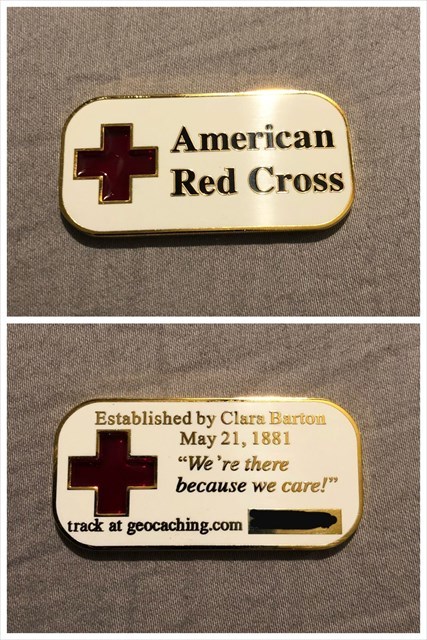 American
Red Cross
Established by Clara Barton
May 21, 1881
"We're there
because we care!"
track at geocaching.com